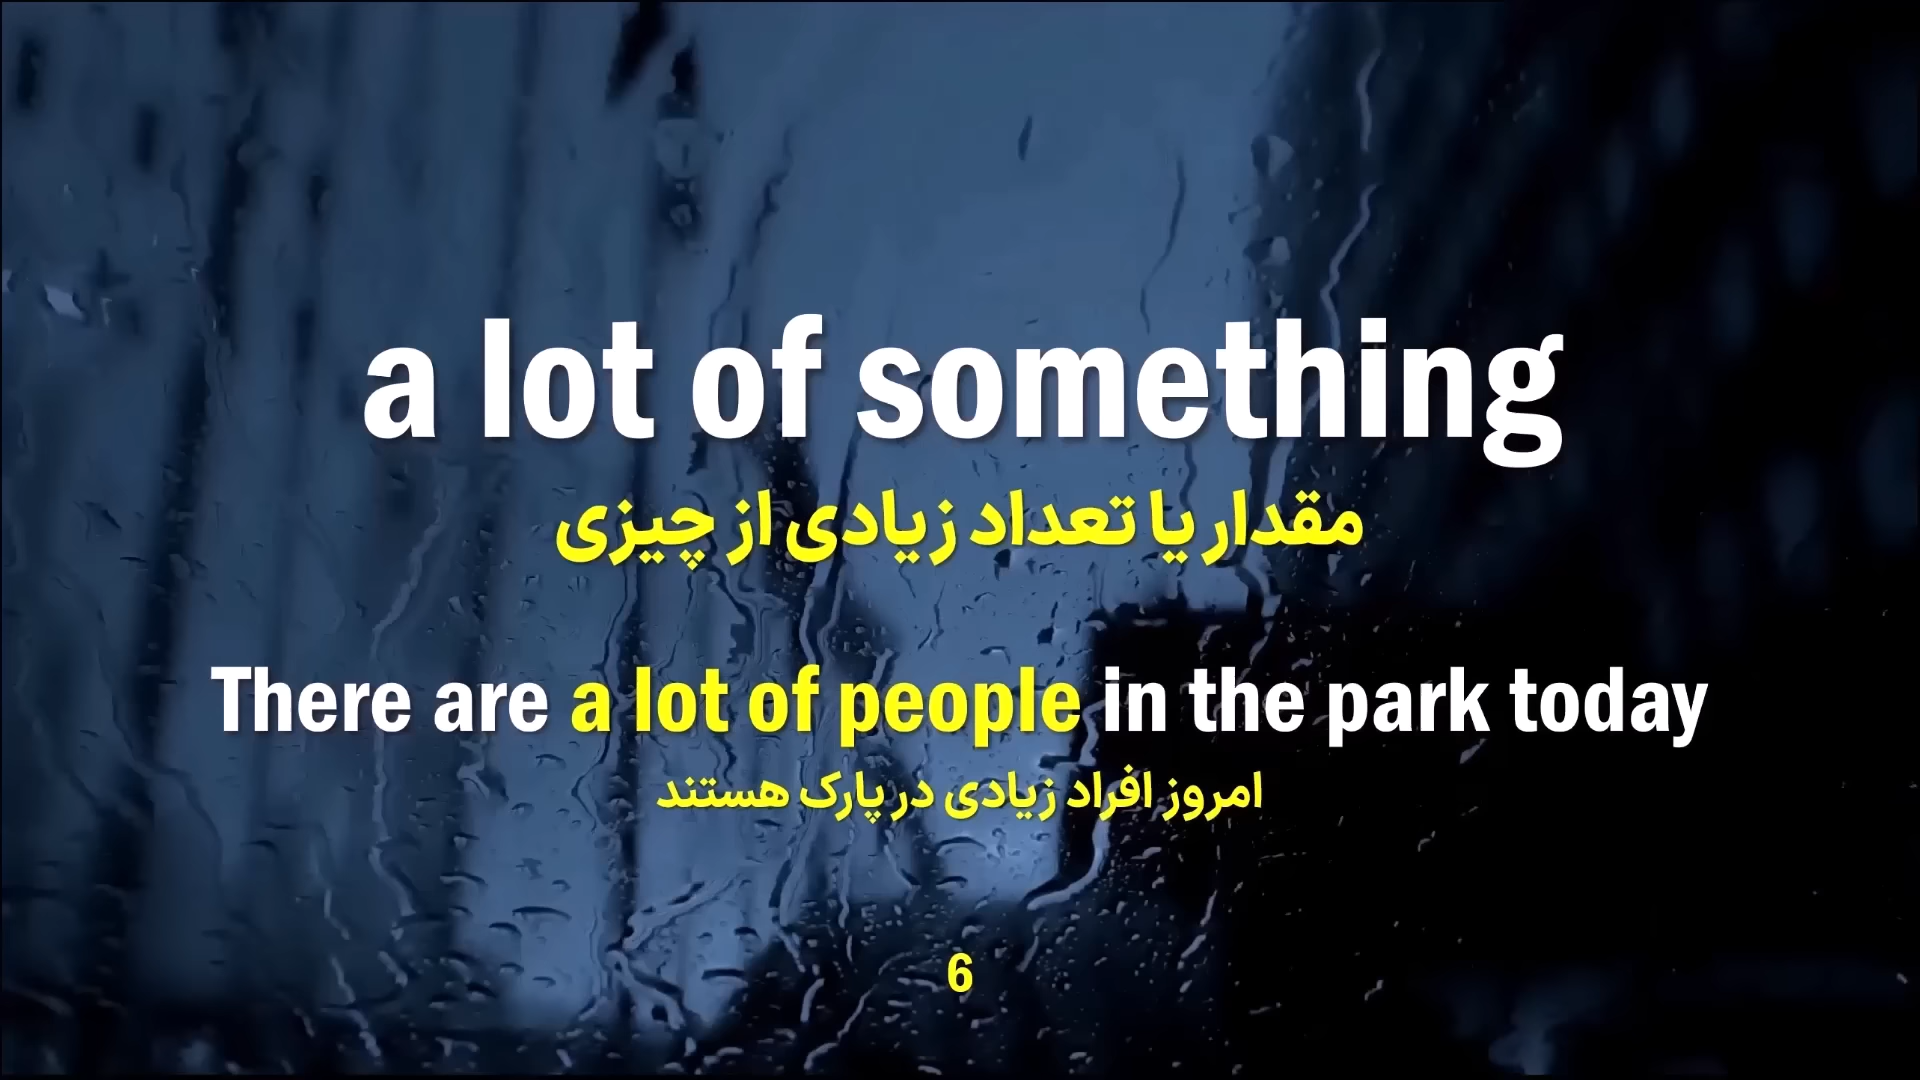 a lot of something
مقدار یا تعداد زیادی از چیزی
There are a lot of people in the park today
امروز افراد زیادی در پارک هستند
6